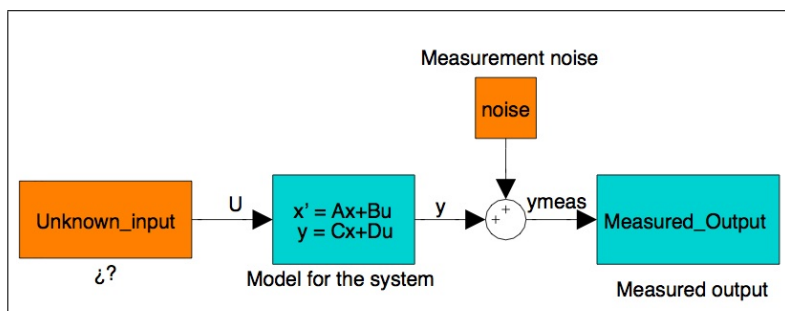 Measurement noise
noise
Unknown_input
U
x' = Ax+Bu
y = Cx+Du
y
+
+
ymeas
Measured_Output
¿?
Model for the system
Measured output